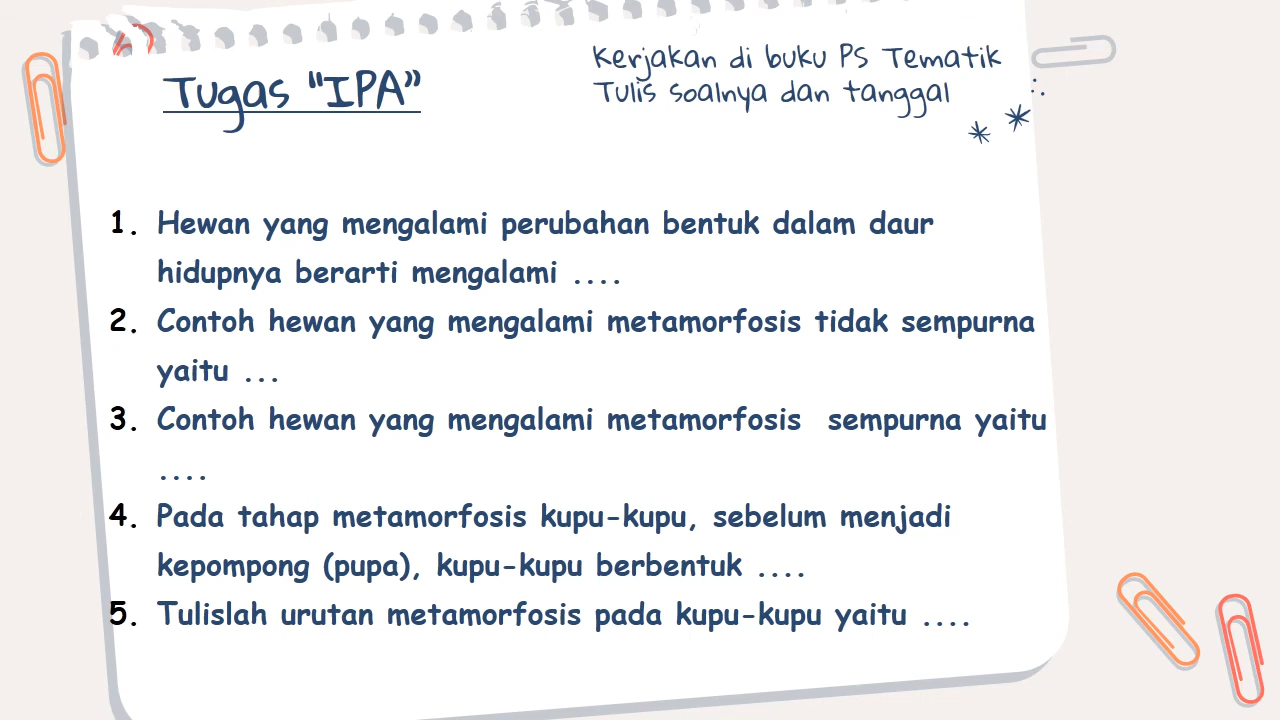 Tugas “IPA”
Kerjakan di buku PS Tematik
Tulis soalnya dan tanggal
1. Hewan yang mengalami perubahan bentuk dalam daur
hidupnya berarti mengalami ....
2. Contoh hewan yang mengalami metamorfosis tidak sempurna
yaitu ...
3. Contoh hewan yang mengalami metamorfosis sempurna yaitu
....
4. Pada tahap metamorfosis kupu-kupu, sebelum menjadi
kepompong (pupa), kupu-kupu berbentuk ....
5. Tulislah urutan metamorfosis pada kupu-kupu yaitu ....